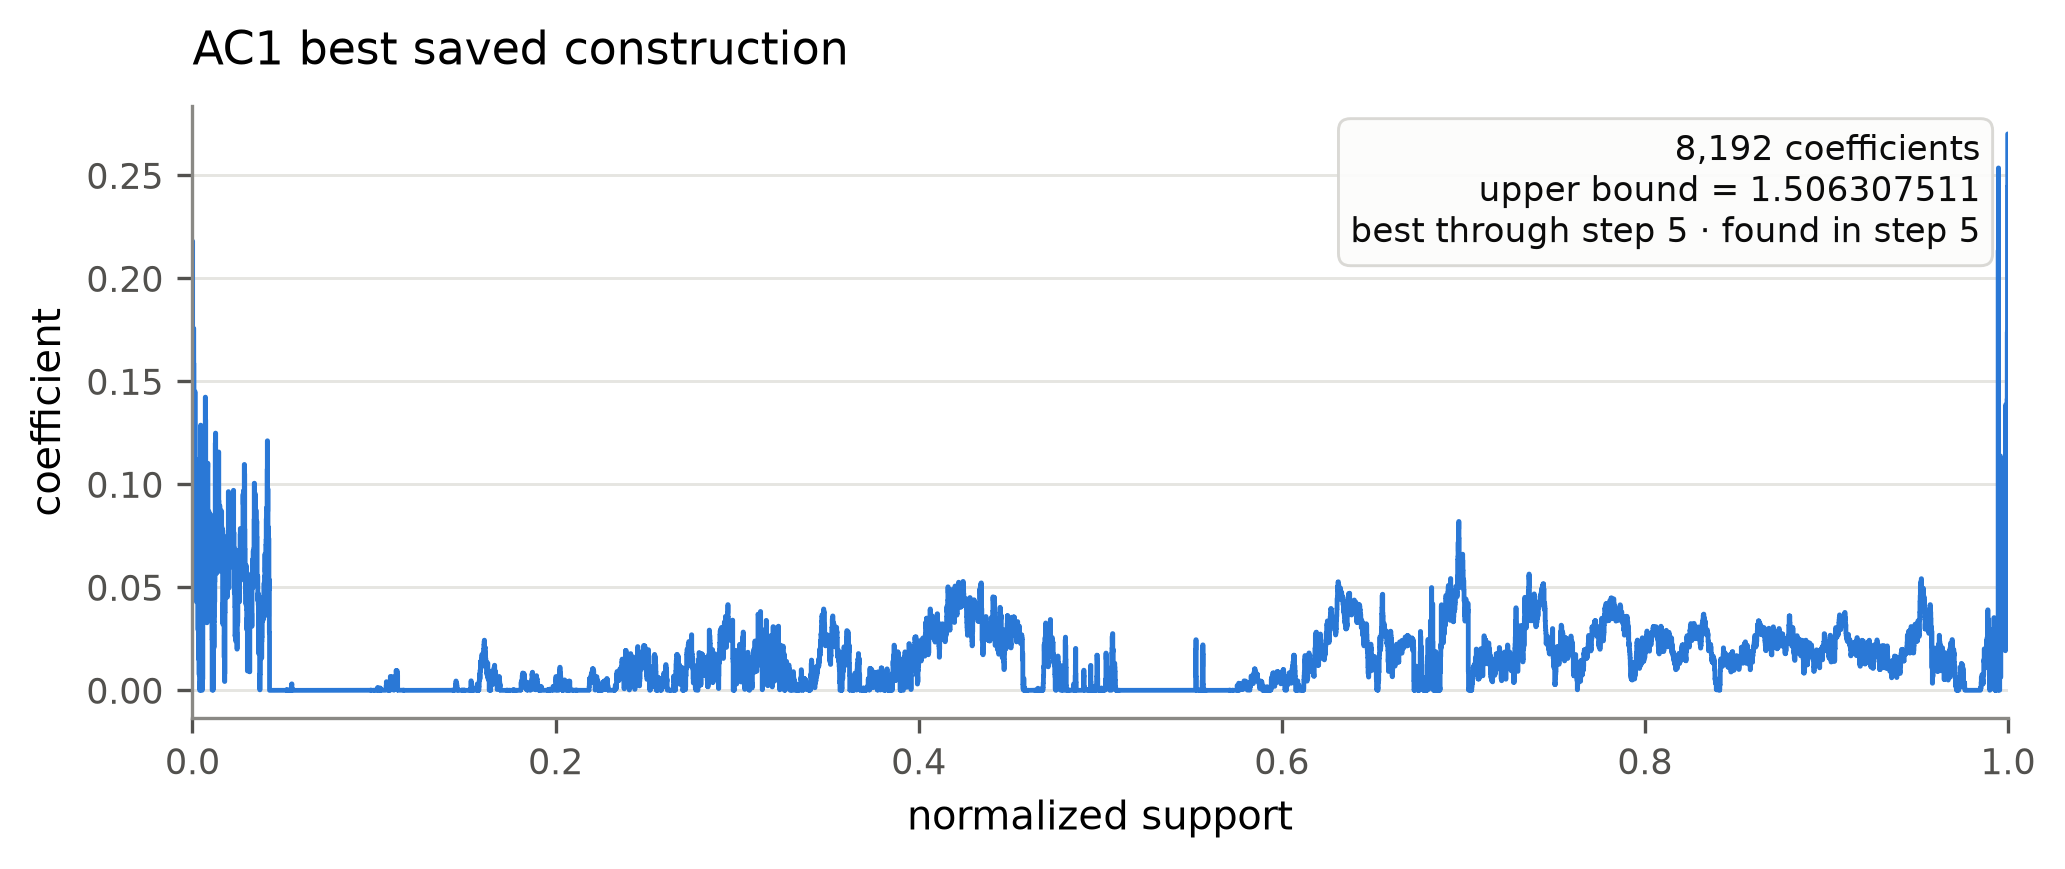 AC1 best saved construction
8,192 coefficients
upper bound = 1.506307511
best through step 5 · found in step 5
coefficient
0.25
0.20
0.15
0.10
0.05
0.00
0.0 0.2 0.4 0.6 0.8 1.0
normalized support